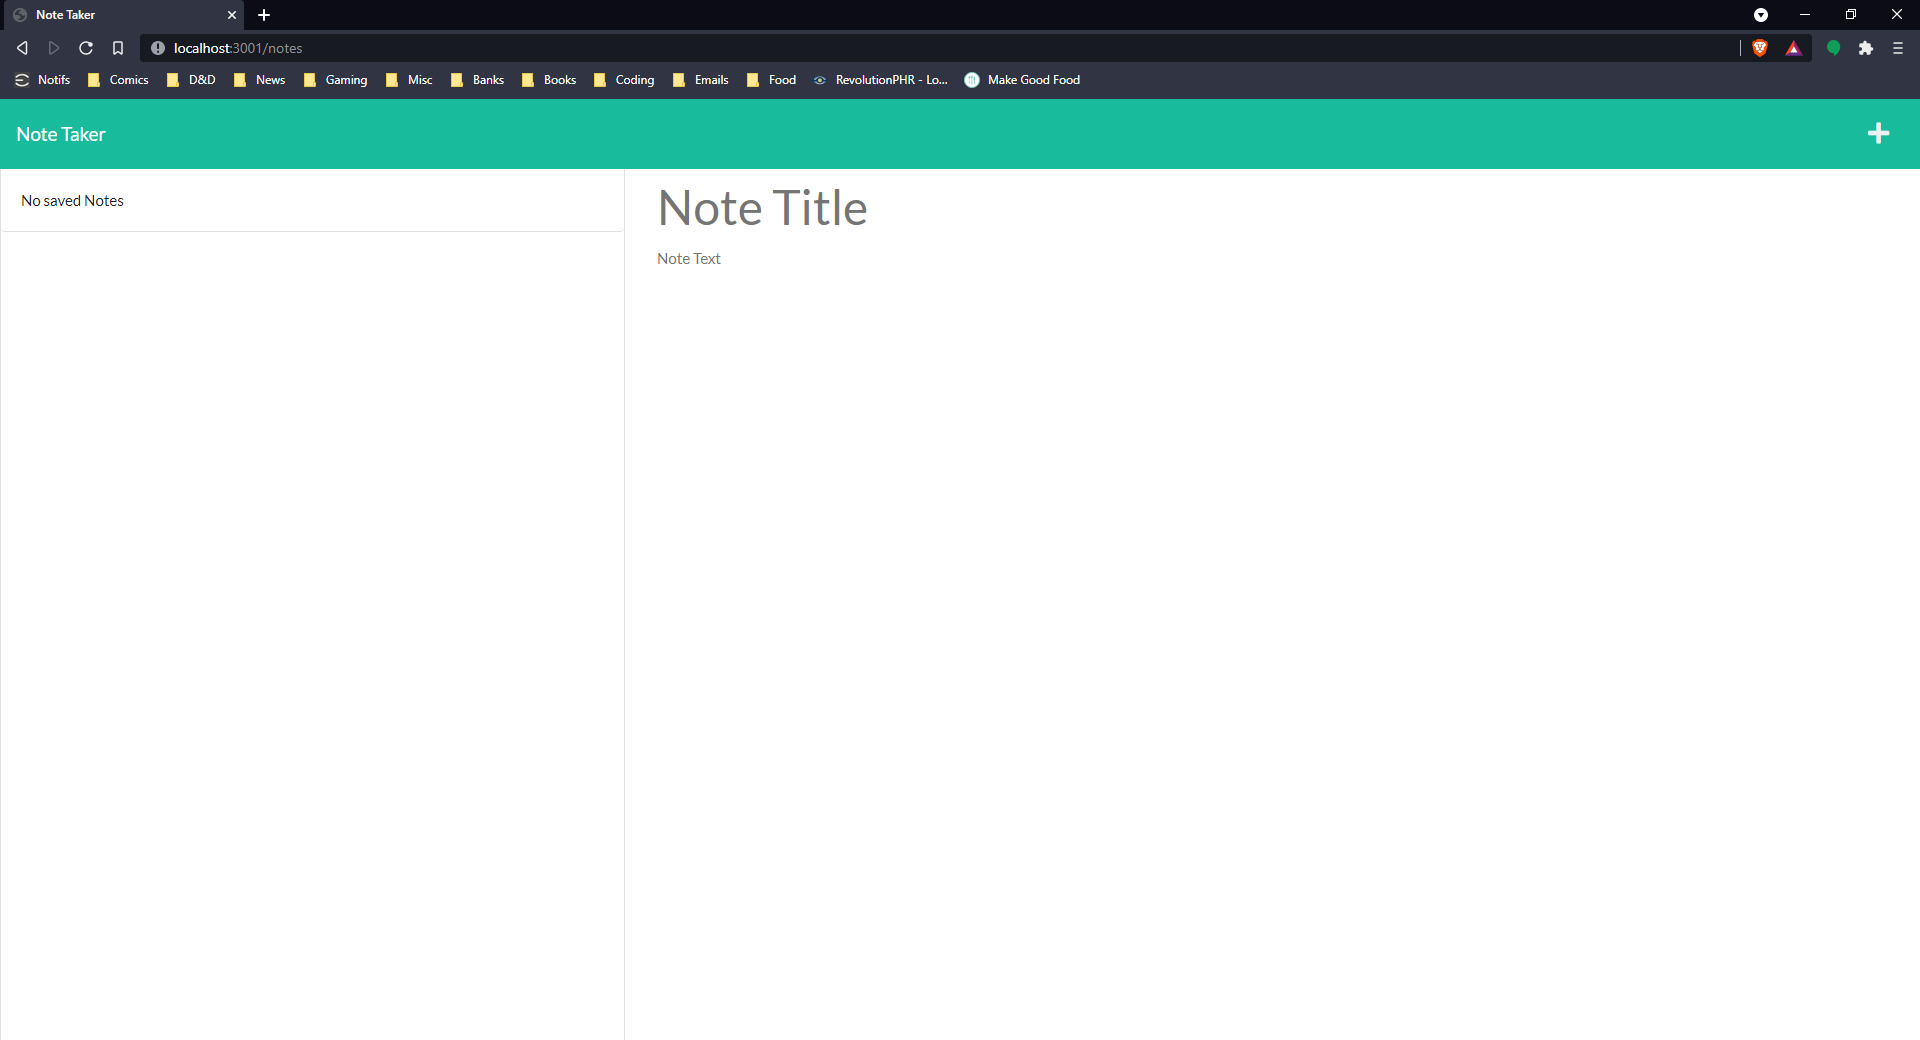 Note Taker
localhost:3001/notes
Notifs Comics D&D News Gaming Misc Banks Books Coding Emails Food RevolutionPHR - Lo... Make Good Food
Note Taker
No saved Notes
Note Title
Note Text